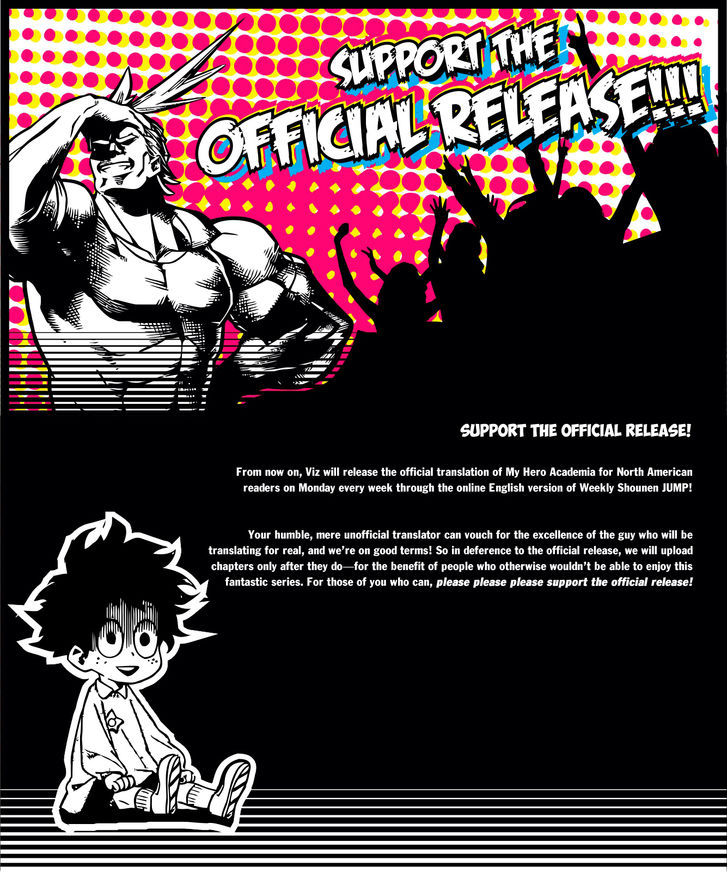 SUPPORT THE
OFFICIAL RELEASE!!!
SUPPORT THE OFFICIAL RELEASE!
From now on, Viz will release the official translation of My Hero Academia for North American
readers on Monday every week through the online English version of Weekly Shounen JUMP!
Your humble, mere unofficial translator can vouch for the excellence of the guy who will be
translating for real, and we're on good terms! So in deference to the official release, we will upload
chapters only after they do—for the benefit of people who otherwise wouldn't be able to enjoy this
fantastic series. For those of you who can, please please please support the official release!